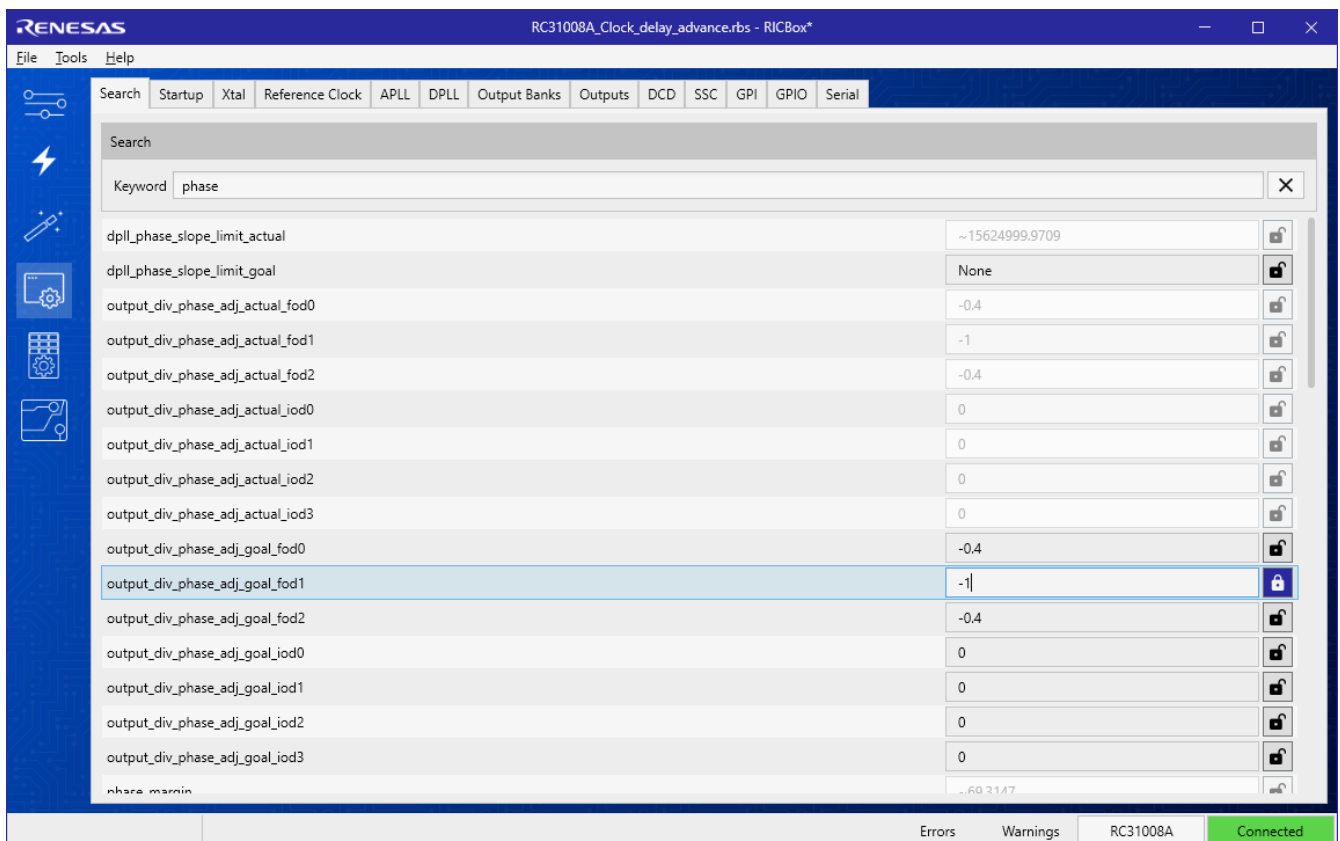 RENESAS RC31008A_Clock_delay_advance.rbs - RICBox*
File Tools Help
Search Startup Xtal Reference Clock APLL DPLL Output Banks Outputs DCD SSC GPI GPIO Serial
Search
Keyword phase
dpll_phase_slope_limit_actual ~15624999.9709
dpll_phase_slope_limit_goal None
output_div_phase_adj_actual_fod0 -0.4
output_div_phase_adj_actual_fod1 -1
output_div_phase_adj_actual_fod2 -0.4
output_div_phase_adj_actual_iod0 0
output_div_phase_adj_actual_iod1 0
output_div_phase_adj_actual_iod2 0
output_div_phase_adj_actual_iod3 0
output_div_phase_adj_goal_fod0 -0.4
output_div_phase_adj_goal_fod1 -1
output_div_phase_adj_goal_fod2 -0.4
output_div_phase_adj_goal_iod0 0
output_div_phase_adj_goal_iod1 0
output_div_phase_adj_goal_iod2 0
output_div_phase_adj_goal_iod3 0
phase_margin ~69.3147
Errors Warnings RC31008A Connected